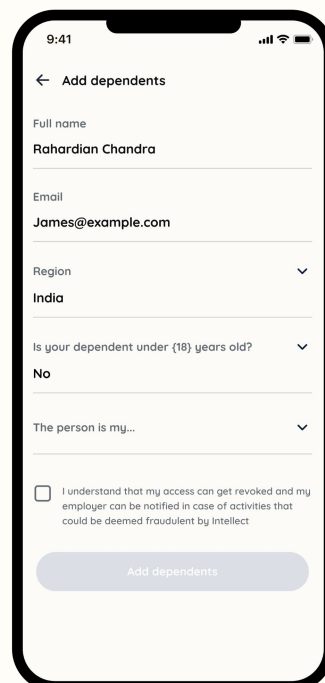 9:41
Add dependents
Full name
Rahardian Chandra
Email
James@example.com
Region
India
Is your dependent under {18} years old?
No
The person is my...
I understand that my access can get revoked and my
employer can be notified in case of activities that
could be deemed fraudulent by Intellect
Add dependents